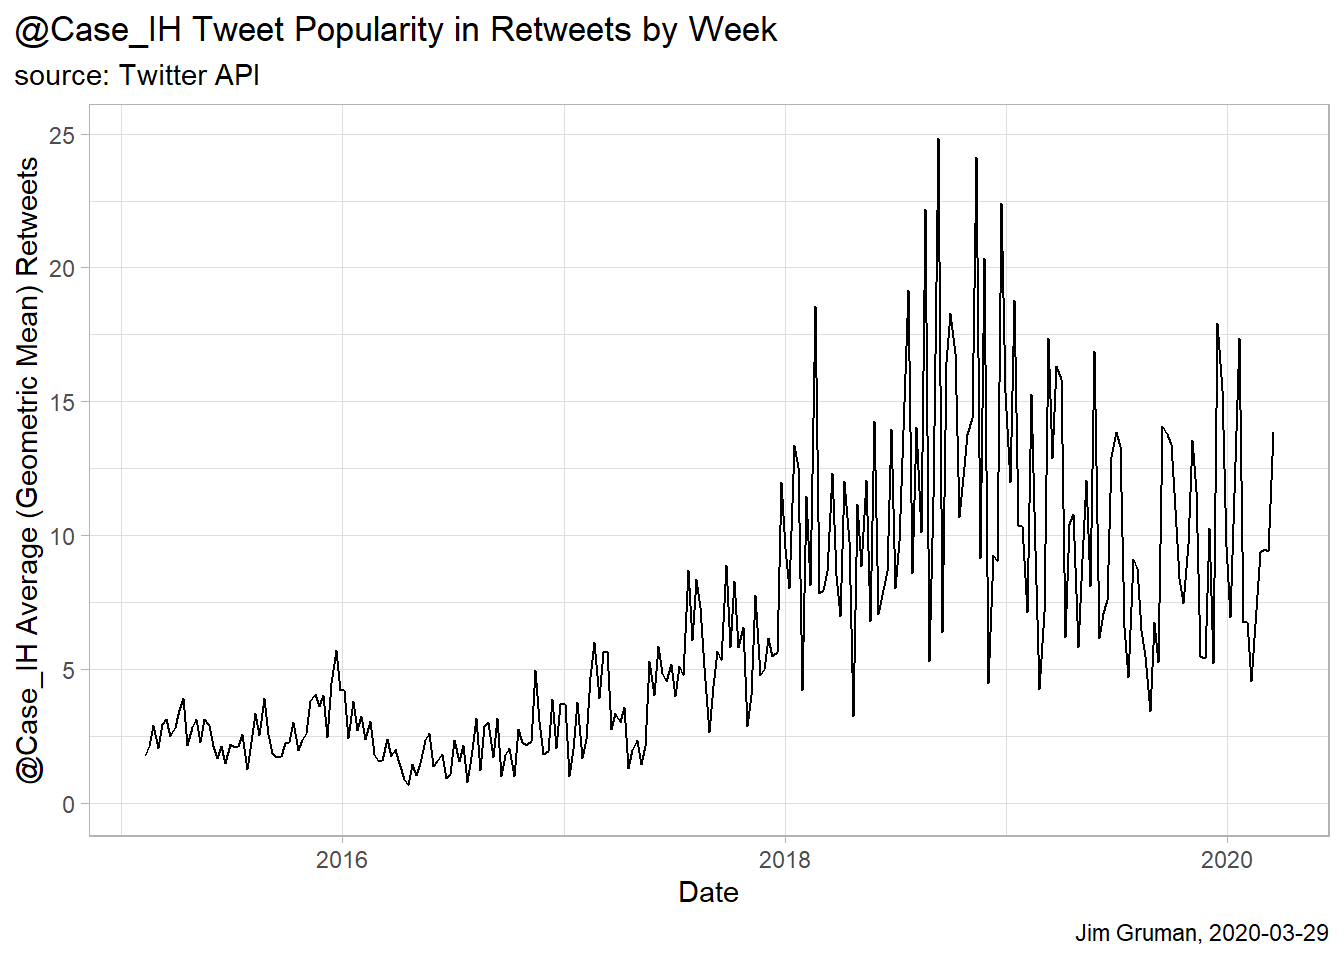 @Case_IH Tweet Popularity in Retweets by Week
source: Twitter API
@Case_IH Average (Geometric Mean) Retweets
25
20
15
10
5
0
2016 2018 2020
Date
Jim Gruman, 2020-03-29